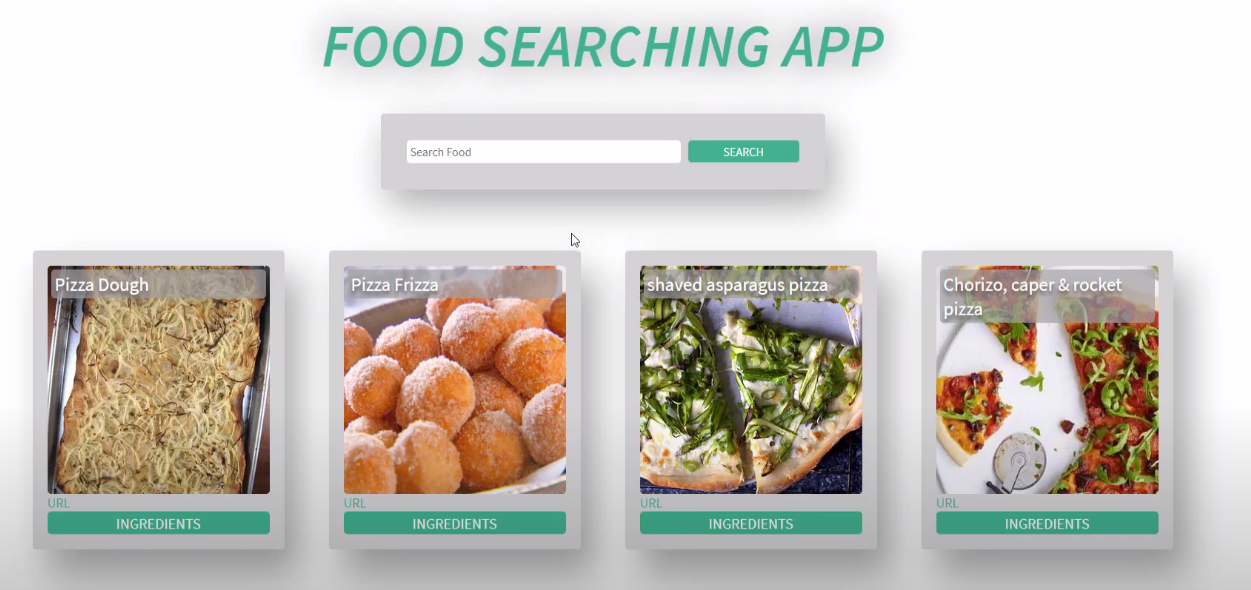 FOOD SEARCHING APP
Search Food
SEARCH
Pizza Dough
Pizza Frizza
shaved asparagus pizza
Chorizo, caper & rocket
pizza
URL
URL
URL
URL
INGREDIENTS
INGREDIENTS
INGREDIENTS
INGREDIENTS